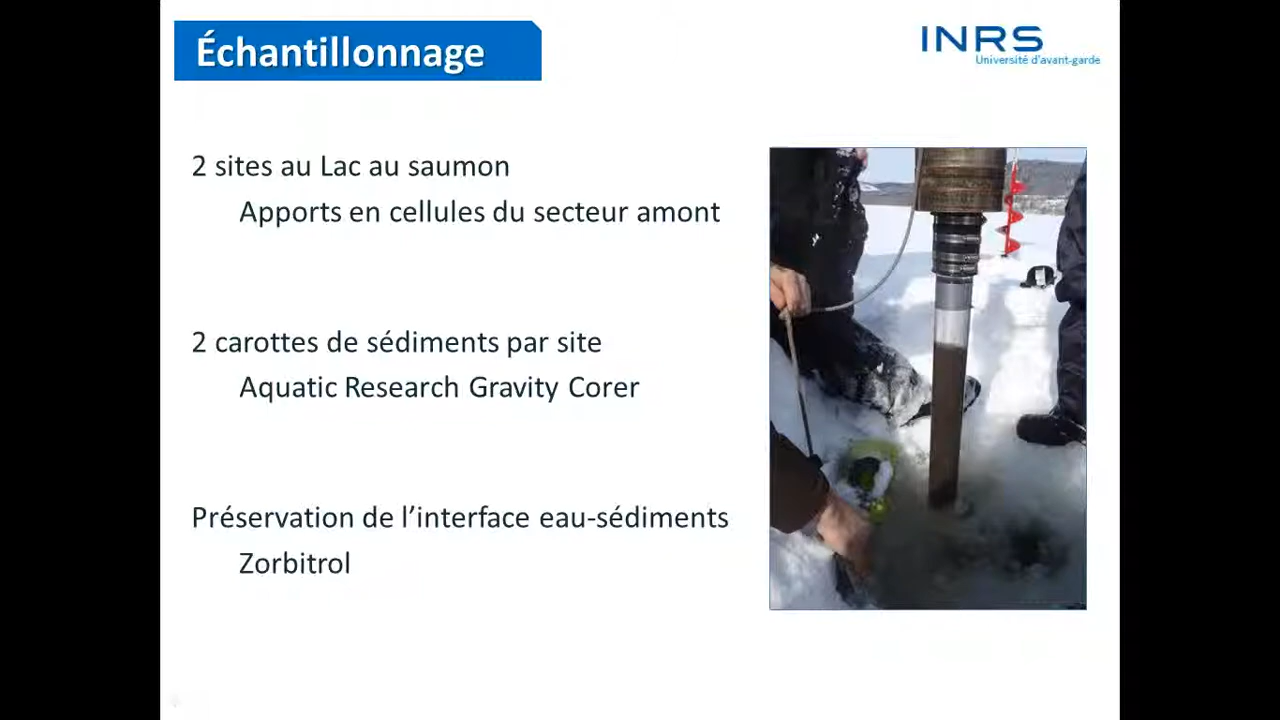 Échantillonnage
INRS
Université d'avant-garde
2 sites au Lac au saumon
Apports en cellules du secteur amont
2 carottes de sédiments par site
Aquatic Research Gravity Corer
Préservation de l’interface eau-sédiments
Zorbitrol